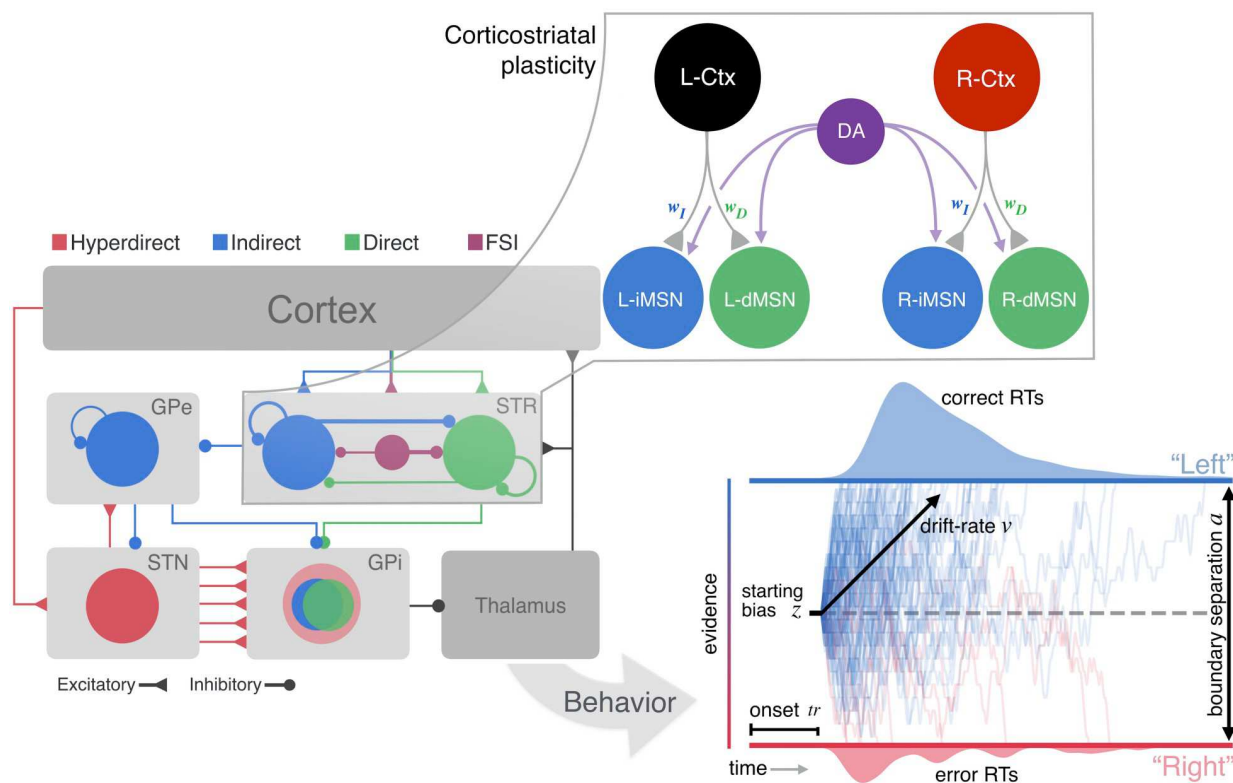 Corticostriatal
plasticity
L-Ctx
R-Ctx
DA
w_I
w_D
w_I
w_D
L-iMSN
L-dMSN
R-iMSN
R-dMSN
Hyperdirect
Indirect
Direct
FSI
Cortex
GPe
STR
STN
GPi
Thalamus
Excitatory
Inhibitory
Behavior
correct RTs
"Left"
drift-rate v
starting
bias z
evidence
boundary separation a
onset tr
time
error RTs
"Right"